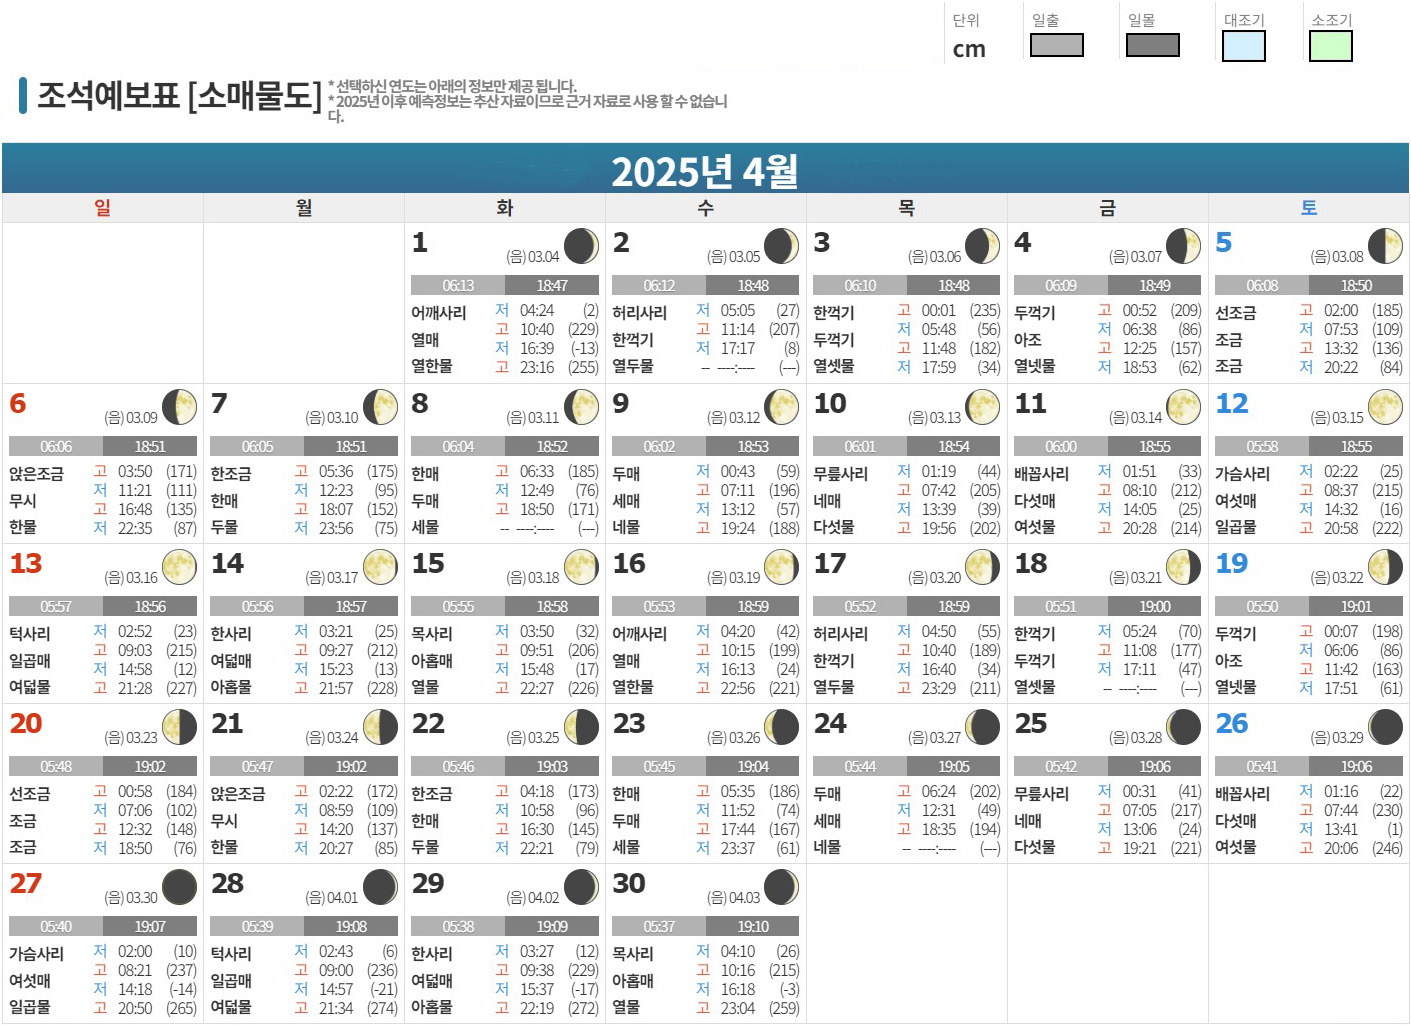 단위 일출 일몰 대조기 소조기
cm
조석예보표 [소매물도]
* 선택하신 연도는 아래의 정보만 제공 됩니다.
* 2025년 이후 예측정보는 추산 자료이므로 근거 자료로 사용 할 수 없습니
다.
2025년 4월
일 월 화 수 목 금 토
1 (음) 03.04
06:13 18:47
어깨사리
열매
열한물
저 04:24 (2)
고 10:40 (229)
저 16:39 (-13)
고 23:16 (255)
2 (음) 03.05
06:12 18:48
허리사리
한꺽기
열두물
저 05:05 (27)
고 11:14 (207)
저 17:17 (8)
-- ----:---- (---)
3 (음) 03.06
06:10 18:48
한꺽기
두꺽기
열셋물
고 00:01 (235)
저 05:48 (56)
고 11:48 (182)
저 17:59 (34)
4 (음) 03.07
06:09 18:49
두꺽기
아조
열넷물
고 00:52 (209)
저 06:38 (86)
고 12:25 (157)
저 18:53 (62)
5 (음) 03.08
06:08 18:50
선조금
조금
조금
고 02:00 (185)
저 07:53 (109)
고 13:32 (136)
저 20:22 (84)
6 (음) 03.09
06:06 18:51
앉은조금
무시
한물
고 03:50 (171)
저 11:21 (111)
고 16:48 (135)
저 22:35 (87)
7 (음) 03.10
06:05 18:51
한조금
한매
두물
고 05:36 (175)
저 12:23 (95)
고 18:07 (152)
저 23:56 (75)
8 (음) 03.11
06:04 18:52
한매
두매
세물
고 06:33 (185)
저 12:49 (76)
고 18:50 (171)
-- ----:---- (---)
9 (음) 03.12
06:02 18:53
두매
세매
네물
저 00:43 (59)
고 07:11 (196)
저 13:12 (57)
고 19:24 (188)
10 (음) 03.13
06:01 18:54
무릎사리
네매
다섯물
저 01:19 (44)
고 07:42 (205)
저 13:39 (39)
고 19:56 (202)
11 (음) 03.14
06:00 18:55
배꼽사리
다섯매
여섯물
저 01:51 (33)
고 08:10 (212)
저 14:05 (25)
고 20:28 (214)
12 (음) 03.15
05:58 18:55
가슴사리
여섯매
일곱물
저 02:22 (25)
고 08:37 (215)
저 14:32 (16)
고 20:58 (222)
13 (음) 03.16
05:57 18:56
턱사리
일곱매
여덟물
저 02:52 (23)
고 09:03 (215)
저 14:58 (12)
고 21:28 (227)
14 (음) 03.17
05:56 18:57
한사리
여덟매
아홉물
저 03:21 (25)
고 09:27 (212)
저 15:23 (13)
고 21:57 (228)
15 (음) 03.18
05:55 18:58
목사리
아홉매
열물
저 03:50 (32)
고 09:51 (206)
저 15:48 (17)
고 22:27 (226)
16 (음) 03.19
05:53 18:59
어깨사리
열매
열한물
저 04:20 (42)
고 10:15 (199)
저 16:13 (24)
고 22:56 (221)
17 (음) 03.20
05:52 18:59
허리사리
한꺽기
열두물
저 04:50 (55)
고 10:40 (189)
저 16:40 (34)
고 23:29 (211)
18 (음) 03.21
05:51 19:00
한꺽기
두꺽기
열셋물
저 05:24 (70)
고 11:08 (177)
저 17:11 (47)
-- ----:---- (---)
19 (음) 03.22
05:50 19:01
두꺽기
아조
열넷물
고 00:07 (198)
저 06:06 (86)
고 11:42 (163)
저 17:51 (61)
20 (음) 03.23
05:48 19:02
선조금
조금
조금
고 00:58 (184)
저 07:06 (102)
고 12:32 (148)
저 18:50 (76)
21 (음) 03.24
05:47 19:02
앉은조금
무시
한물
고 02:22 (172)
저 08:59 (109)
고 14:20 (137)
저 20:27 (85)
22 (음) 03.25
05:46 19:03
한조금
한매
두물
고 04:18 (173)
저 10:58 (96)
고 16:30 (145)
저 22:21 (79)
23 (음) 03.26
05:45 19:04
한매
두매
세물
고 05:35 (186)
저 11:52 (74)
고 17:44 (167)
저 23:37 (61)
24 (음) 03.27
05:44 19:05
두매
세매
네물
고 06:24 (202)
저 12:31 (49)
고 18:35 (194)
-- ----:---- (---)
25 (음) 03.28
05:42 19:06
무릎사리
네매
다섯물
저 00:31 (41)
고 07:05 (217)
저 13:06 (24)
고 19:21 (221)
26 (음) 03.29
05:41 19:06
배꼽사리
다섯매
여섯물
저 01:16 (22)
고 07:44 (230)
저 13:41 (1)
고 20:06 (246)
27 (음) 03.30
05:40 19:07
가슴사리
여섯매
일곱물
저 02:00 (10)
고 08:21 (237)
저 14:18 (-14)
고 20:50 (265)
28 (음) 04.01
05:39 19:08
턱사리
일곱매
여덟물
저 02:43 (6)
고 09:00 (236)
저 14:57 (-21)
고 21:34 (274)
29 (음) 04.02
05:38 19:09
한사리
여덟매
아홉물
저 03:27 (12)
고 09:38 (229)
저 15:37 (-17)
고 22:19 (272)
30 (음) 04.03
05:37 19:10
목사리
아홉매
열물
저 04:10 (26)
고 10:16 (215)
저 16:18 (-3)
고 23:04 (259)